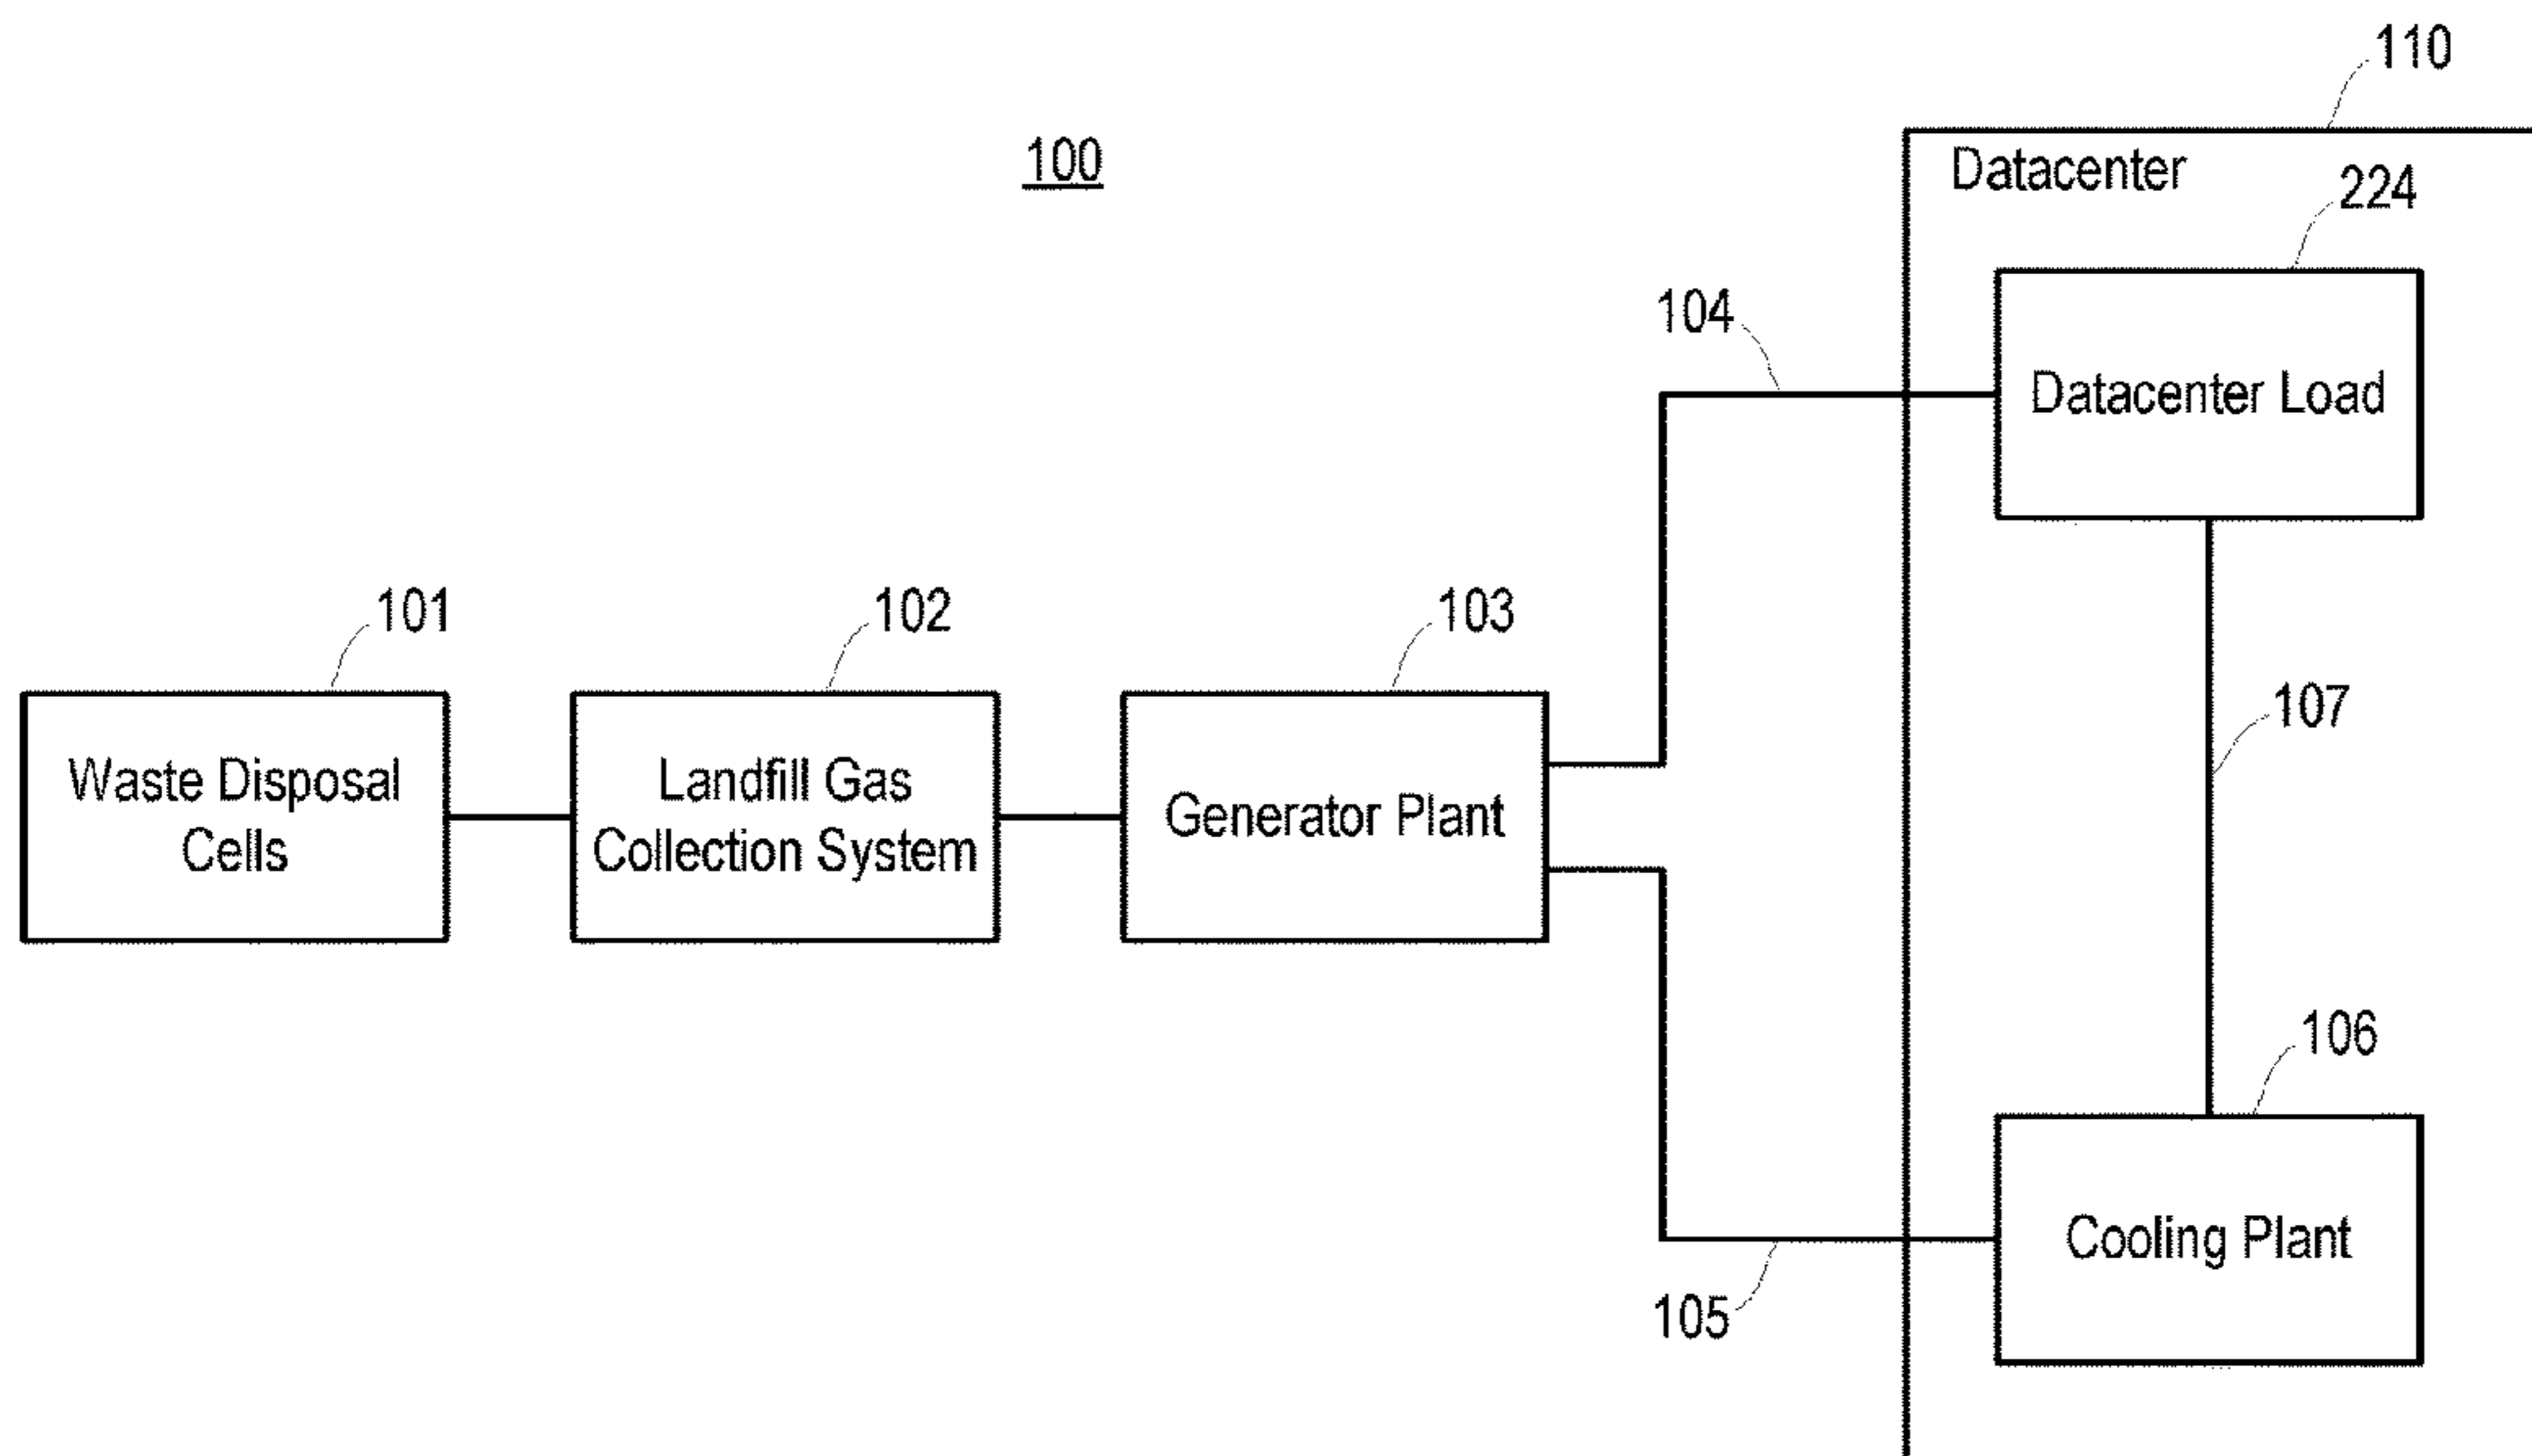 110
100
Datacenter
224
104
Datacenter Load
101
102
103
107
Waste Disposal
Cells
Landfill Gas
Collection System
Generator Plant
106
Cooling Plant
105